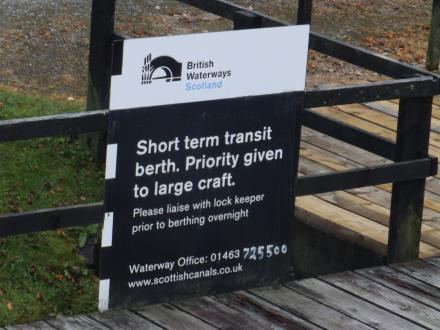 British
Waterways
Scotland
Short term transit
berth. Priority given
to large craft.
Please liaise with lock keeper
prior to berthing overnight
Waterway Office: 01463 725500
www.scottishcanals.co.uk